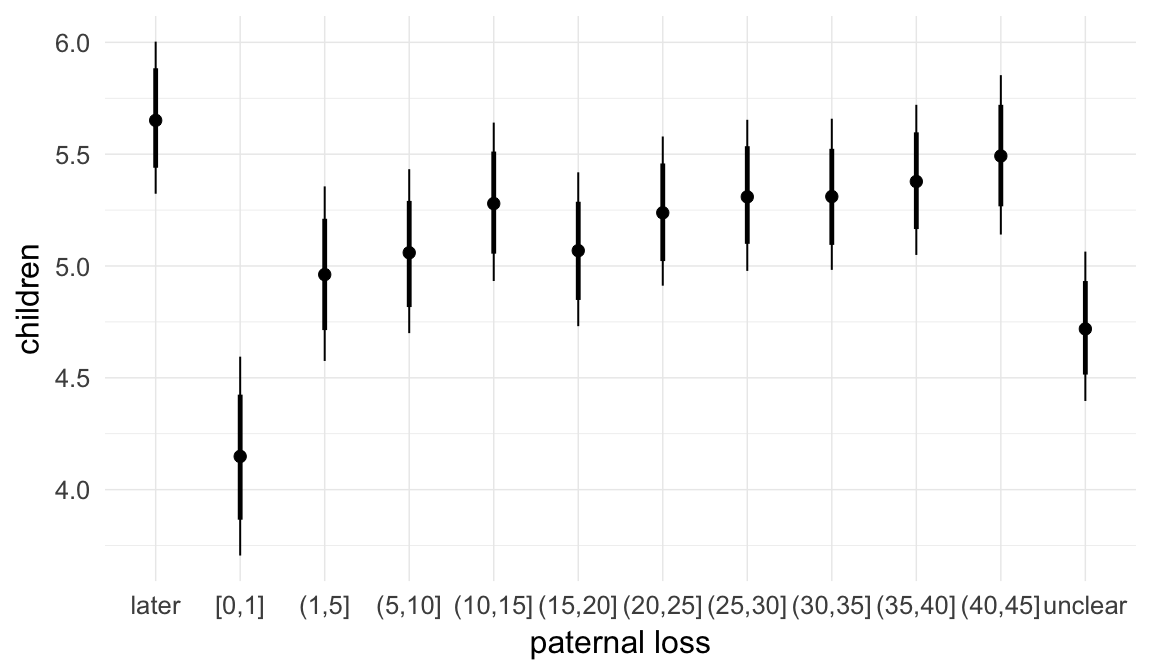 6.0
5.5
5.0
4.5
4.0
children
later [0,1] (1,5] (5,10] (10,15] (15,20] (20,25] (25,30] (30,35] (35,40] (40,45] unclear
paternal loss